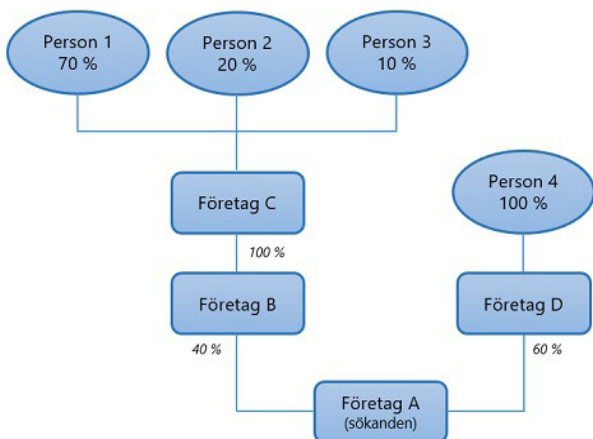 Person 1
70 %
Person 2
20 %
Person 3
10 %
Företag C
Person 4
100 %
100 %
Företag B
Företag D
40 %
60 %
Företag A
(sökanden)